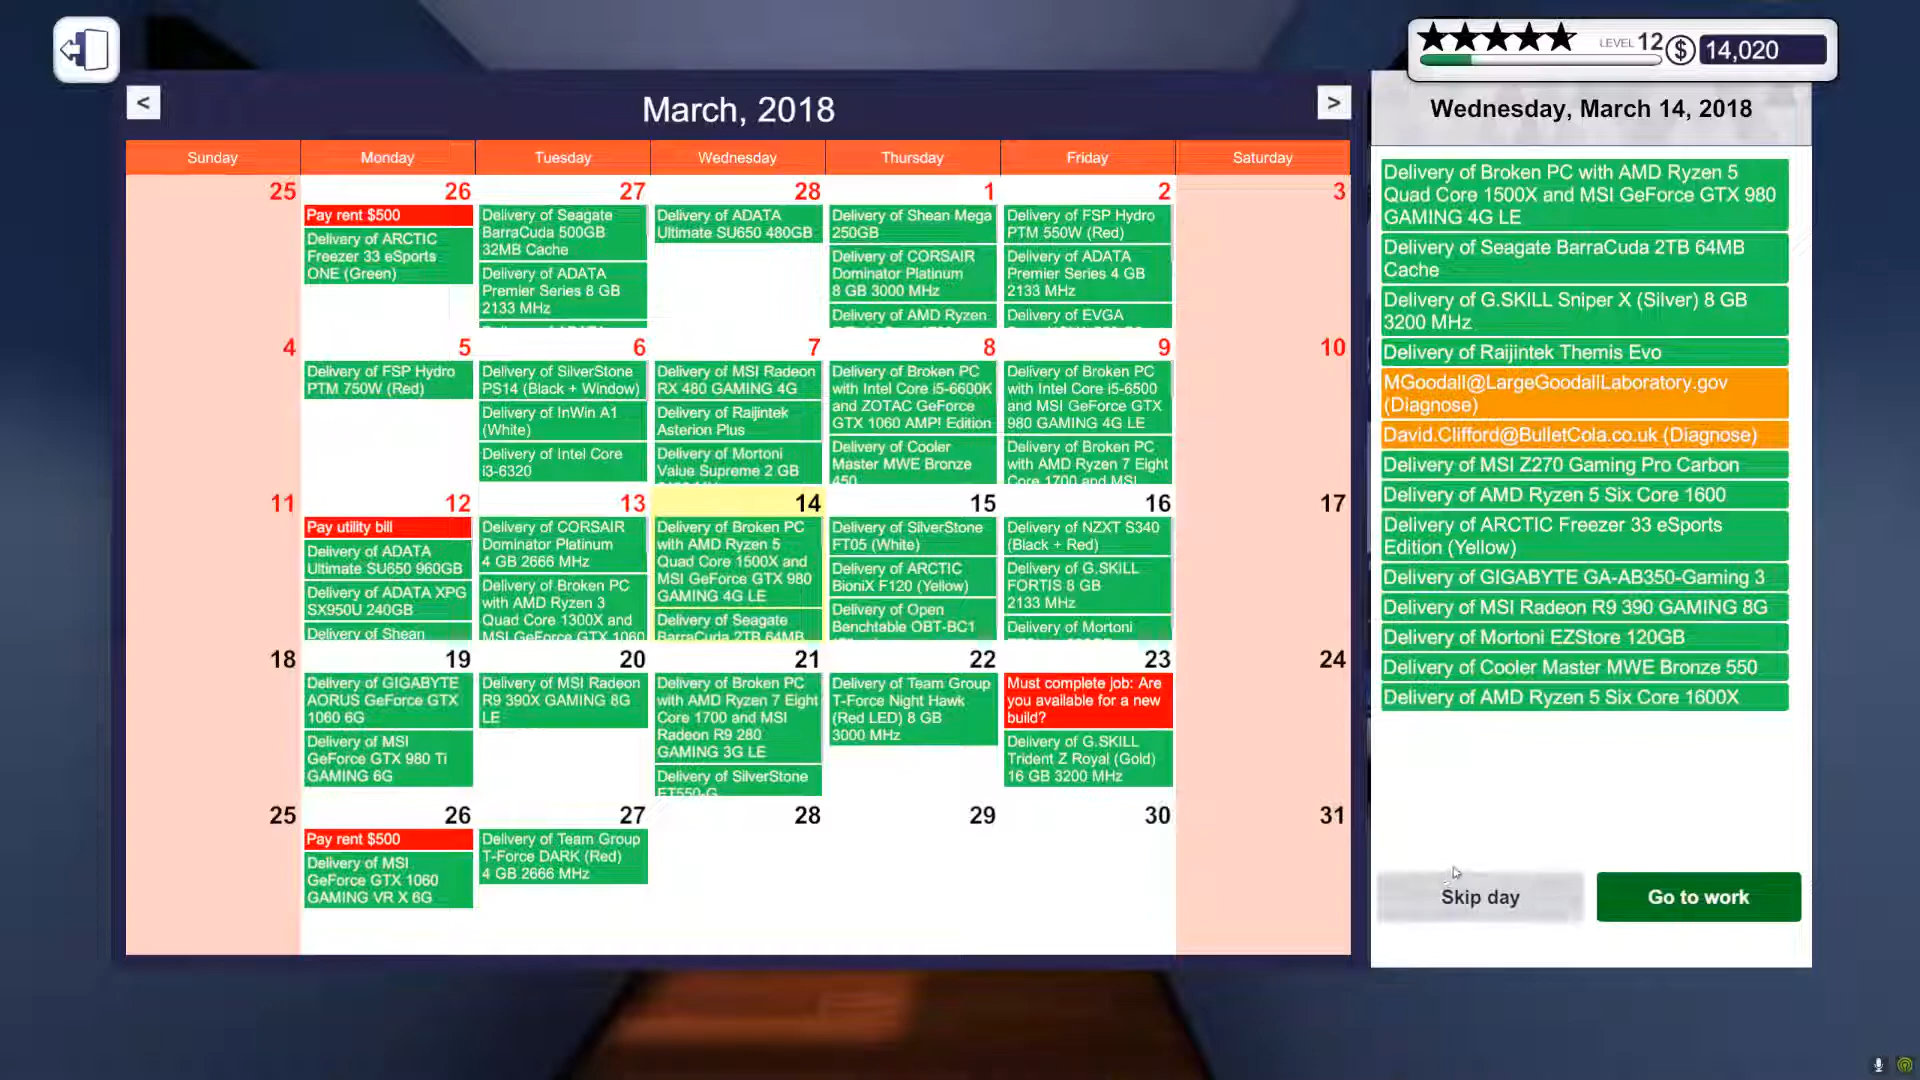 LEVEL 12
$ 14,020
<
March, 2018
>
Wednesday, March 14, 2018
Sunday
Monday
Tuesday
Wednesday
Thursday
Friday
Saturday
25
26
Pay rent $500
Delivery of ARCTIC
Freezer 33 eSports
ONE (Green)
27
Delivery of Seagate
BarraCuda 500GB
32MB Cache
Delivery of ADATA
Premier Series 8 GB
2133 MHz
28
Delivery of ADATA
Ultimate SU650 480GB
1
Delivery of Shean Mega
250GB
Delivery of CORSAIR
Dominator Platinum
8 GB 3000 MHz
Delivery of AMD Ryzen
2
Delivery of FSP Hydro
PTM 550W (Red)
Delivery of ADATA
Premier Series 4 GB
2133 MHz
Delivery of EVGA
3
4
5
Delivery of FSP Hydro
PTM 750W (Red)
6
Delivery of SilverStone
PS14 (Black + Window)
Delivery of InWin A1
(White)
Delivery of Intel Core
i3-6320
7
Delivery of MSI Radeon
RX 480 GAMING 4G
Delivery of Raijintek
Asterion Plus
Delivery of Mortoni
Value Supreme 2 GB
8
Delivery of Broken PC
with Intel Core i5-6600K
and ZOTAC GeForce
GTX 1060 AMP! Edition
Delivery of Cooler
Master MWE Bronze
450
9
Delivery of Broken PC
with Intel Core i5-6500
and MSI GeForce GTX
980 GAMING 4G LE
Delivery of Broken PC
with AMD Ryzen 7 Eight
Core 1700 and MSI
10
11
12
Pay utility bill
Delivery of ADATA
Ultimate SU650 960GB
Delivery of ADATA XPG
SX950U 240GB
Delivery of Shean
13
Delivery of CORSAIR
Dominator Platinum
4 GB 2666 MHz
Delivery of Broken PC
with AMD Ryzen 3
Quad Core 1300X and
MSI GeForce GTX 1060
14
Delivery of Broken PC
with AMD Ryzen 5
Quad Core 1500X and
MSI GeForce GTX 980
GAMING 4G LE
Delivery of Seagate
BarraCuda 2TB 64MB
15
Delivery of SilverStone
FT05 (White)
Delivery of ARCTIC
BioniX F120 (Yellow)
Delivery of Open
Benchtable OBT-BC1
16
Delivery of NZXT S340
(Black + Red)
Delivery of G.SKILL
FORTIS 8 GB
2133 MHz
Delivery of Mortoni
17
18
19
Delivery of GIGABYTE
AORUS GeForce GTX
1060 6G
Delivery of MSI
GeForce GTX 980 Ti
GAMING 6G
20
Delivery of MSI Radeon
R9 390X GAMING 8G
LE
21
Delivery of Broken PC
with AMD Ryzen 7 Eight
Core 1700 and MSI
Radeon R9 280
GAMING 3G LE
Delivery of SilverStone
ET550-G
22
Delivery of Team Group
T-Force Night Hawk
(Red LED) 8 GB
3000 MHz
23
Must complete job: Are
you available for a new
build?
Delivery of G.SKILL
Trident Z Royal (Gold)
16 GB 3200 MHz
24
25
26
Pay rent $500
Delivery of MSI
GeForce GTX 1060
GAMING VR X 6G
27
Delivery of Team Group
T-Force DARK (Red)
4 GB 2666 MHz
28
29
30
31
Delivery of Broken PC with AMD Ryzen 5
Quad Core 1500X and MSI GeForce GTX 980
GAMING 4G LE
Delivery of Seagate BarraCuda 2TB 64MB
Cache
Delivery of G.SKILL Sniper X (Silver) 8 GB
3200 MHz
Delivery of Raijintek Themis Evo
MGoodall@LargeGoodallLaboratory.gov
(Diagnose)
David.Clifford@BulletCola.co.uk (Diagnose)
Delivery of MSI Z270 Gaming Pro Carbon
Delivery of AMD Ryzen 5 Six Core 1600
Delivery of ARCTIC Freezer 33 eSports
Edition (Yellow)
Delivery of GIGABYTE GA-AB350-Gaming 3
Delivery of MSI Radeon R9 390 GAMING 8G
Delivery of Mortoni EZStore 120GB
Delivery of Cooler Master MWE Bronze 550
Delivery of AMD Ryzen 5 Six Core 1600X
Skip day
Go to work